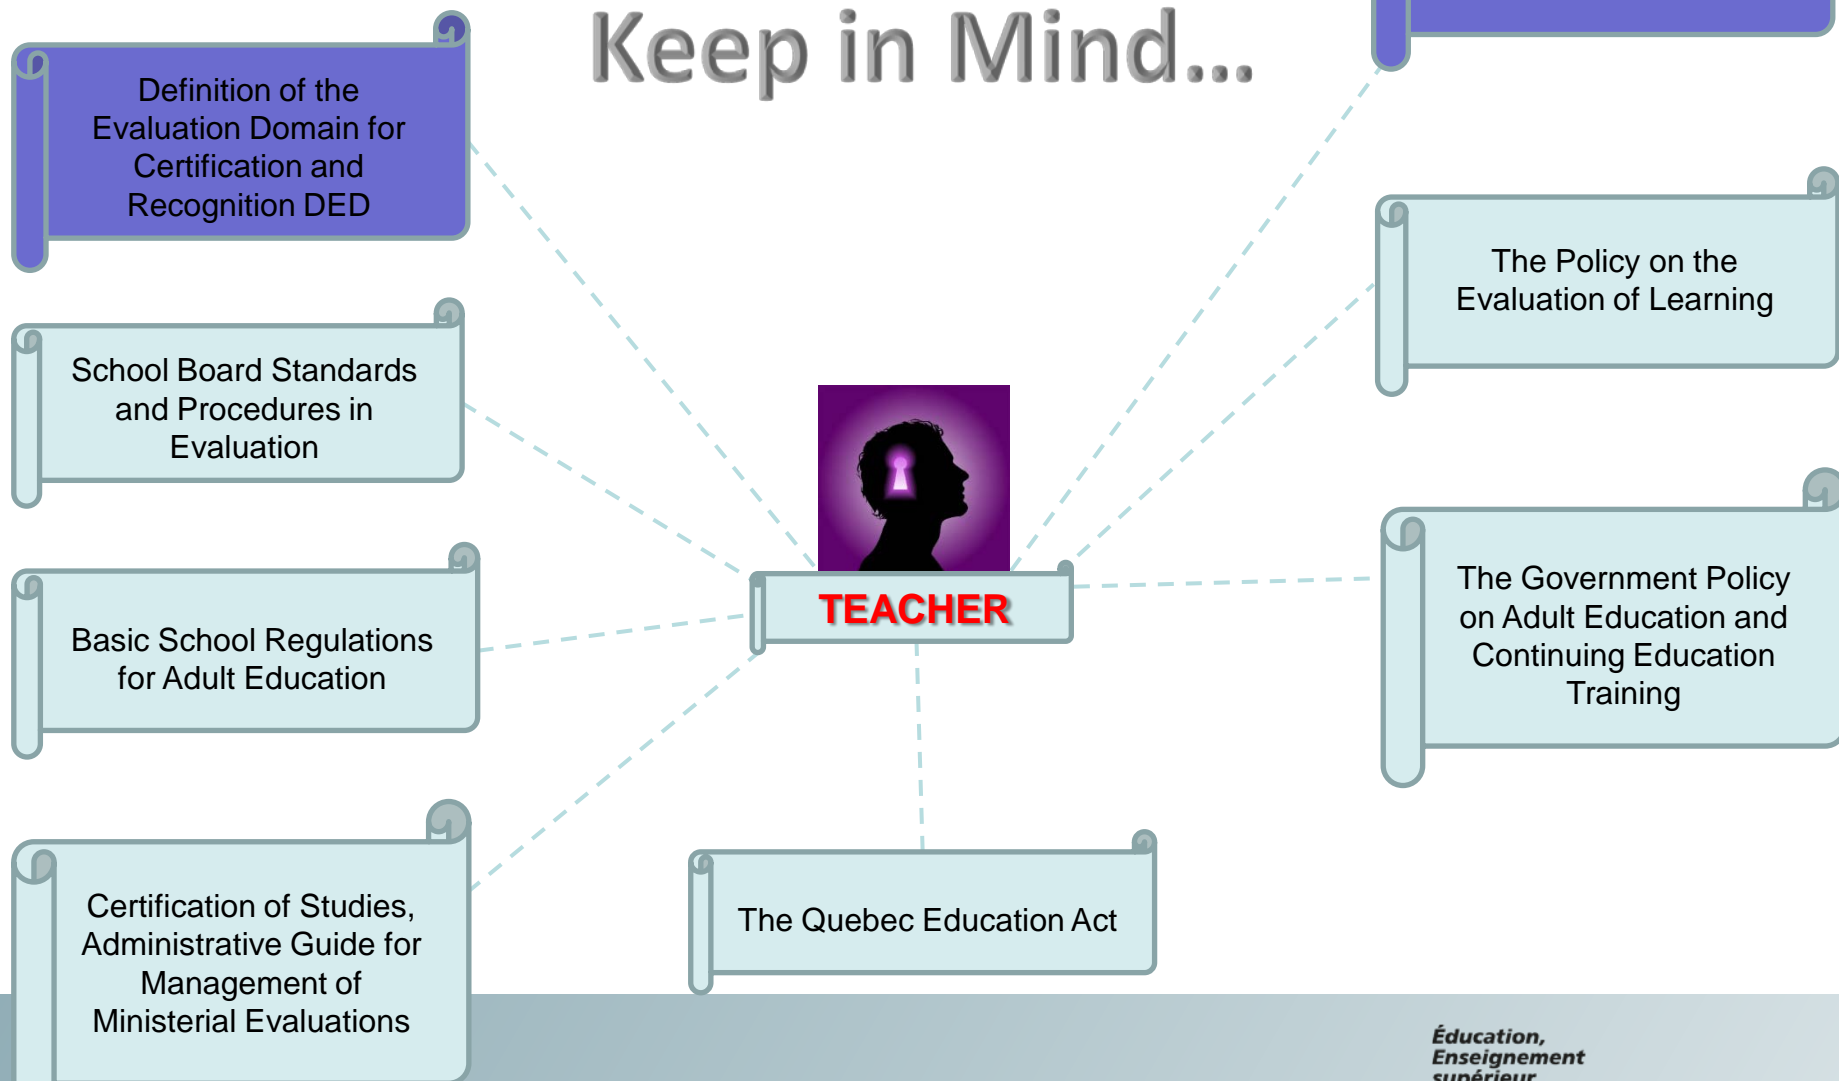 Keep in Mind...
Definition of the
Evaluation Domain for
Certification and
Recognition DED
School Board Standards
and Procedures in
Evaluation
Basic School Regulations
for Adult Education
Certification of Studies,
Administrative Guide for
Management of
Ministerial Evaluations
TEACHER
The Quebec Education Act
The Policy on the
Evaluation of Learning
The Government Policy
on Adult Education and
Continuing Education
Training
Éducation,
Enseignement
supérieur